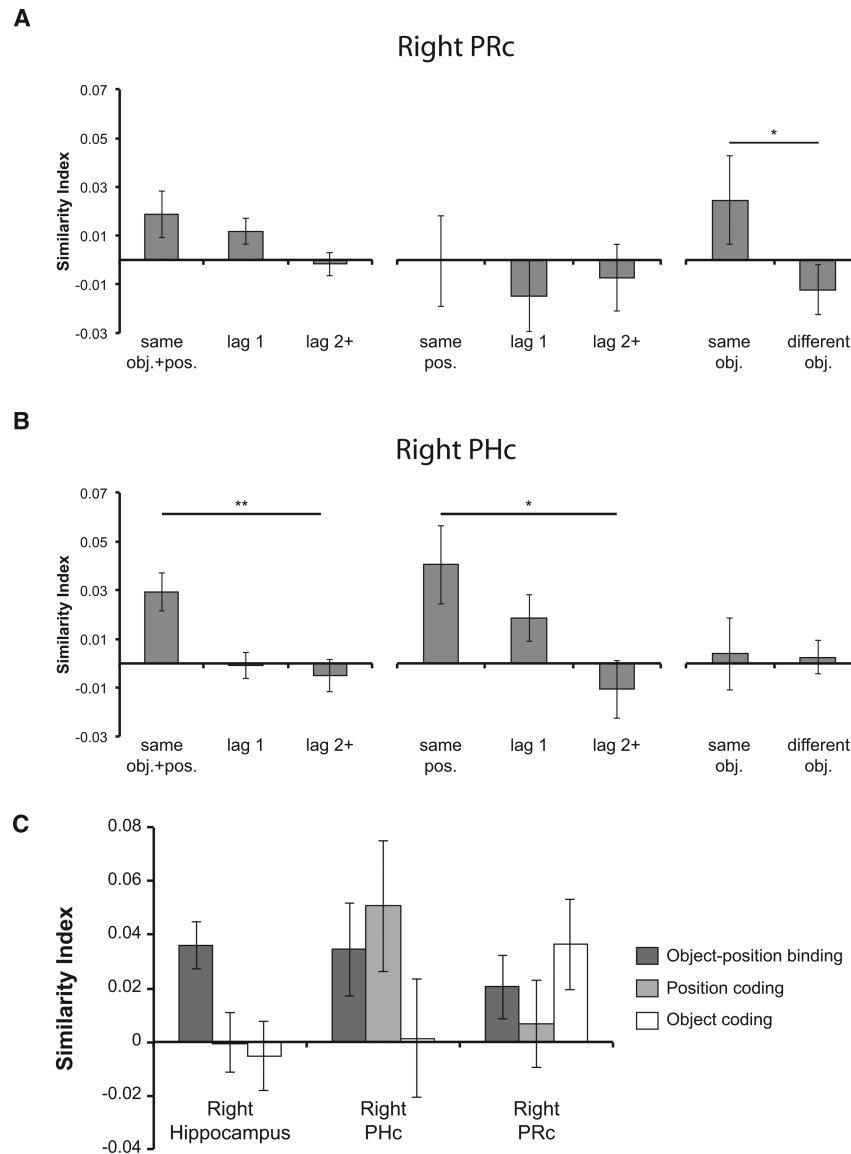 A
Right PRc
0.07
0.05
0.03
0.01
-0.01
-0.03
Similarity Index
*
same
obj.+pos.
lag 1
lag 2+
same
pos.
lag 1
lag 2+
same
obj.
different
obj.
B
Right PHc
0.07
0.05
0.03
0.01
-0.01
-0.03
Similarity Index
**
*
same
obj.+pos.
lag 1
lag 2+
same
pos.
lag 1
lag 2+
same
obj.
different
obj.
C
0.08
0.06
0.04
0.02
0
-0.02
-0.04
Similarity Index
Right
Hippocampus
Right
PHc
Right
PRc
Object-position binding
Position coding
Object coding